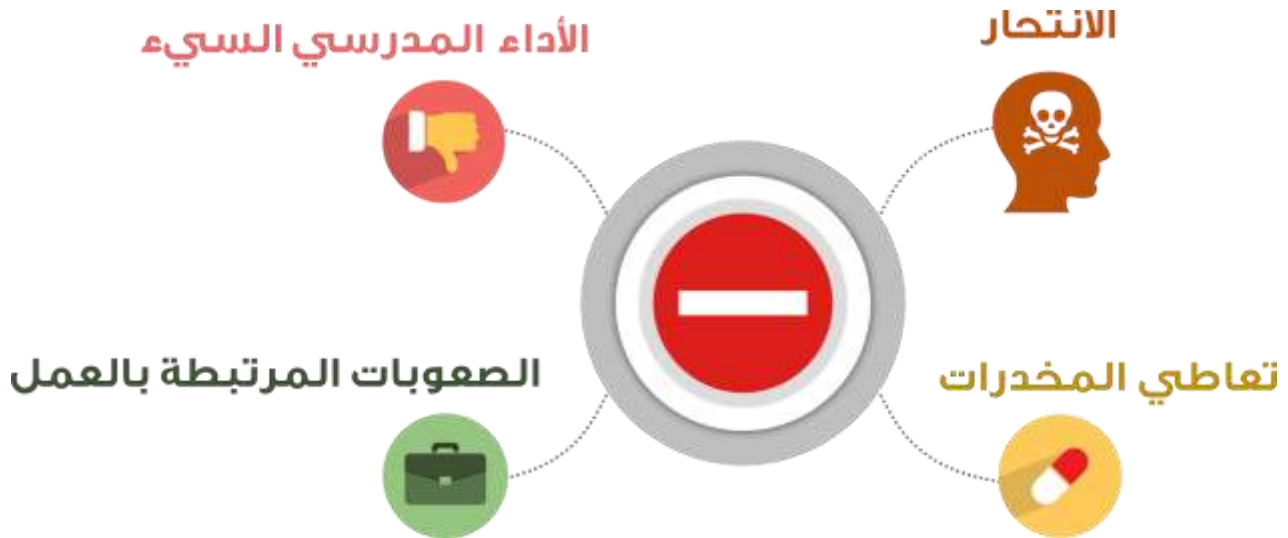 الانتحار
الأداء المدرسي السيء
تعاطي المخدرات
الصعوبات المرتبطة بالعمل